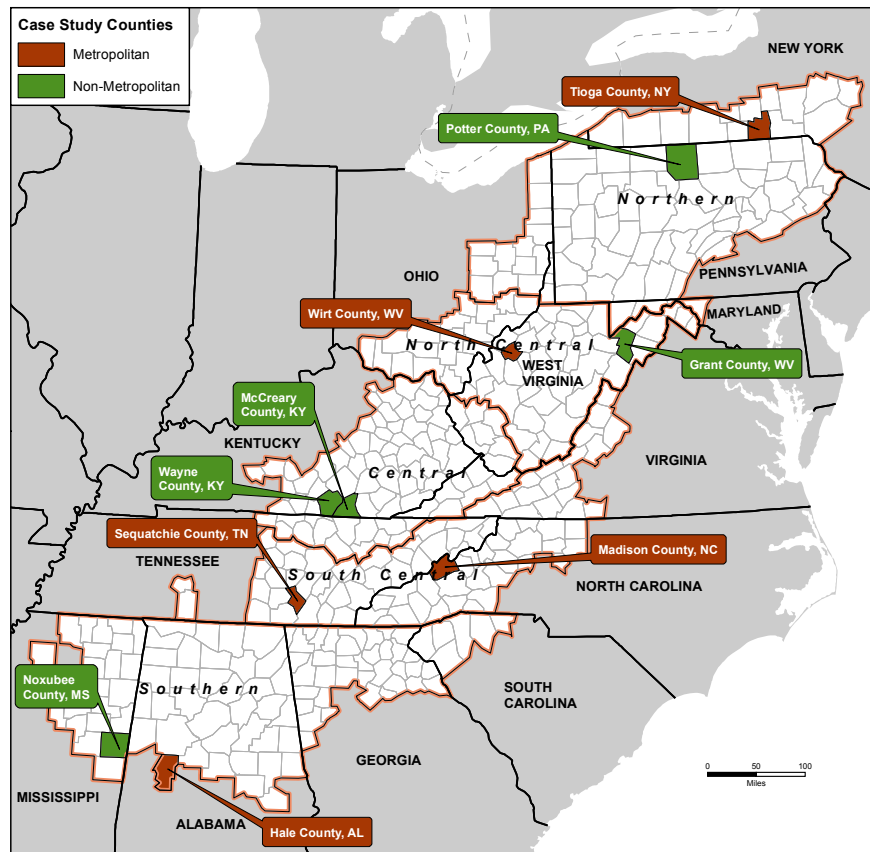 Case Study Counties
Metropolitan
Non-Metropolitan
NEW YORK
Tioga County, NY
Potter County, PA
Northern
PENNSYLVANIA
OHIO
MARYLAND
Wirt County, WV
North Central
WEST
VIRGINIA
Grant County, WV
McCreary
County, KY
KENTUCKY
VIRGINIA
Wayne
County, KY
Central
Sequatchie County, TN
Madison County, NC
TENNESSEE
South Central
NORTH CAROLINA
Noxubee
County, MS
Southern
SOUTH
CAROLINA
GEORGIA
0 50 100
Miles
MISSISSIPPI
ALABAMA
Hale County, AL